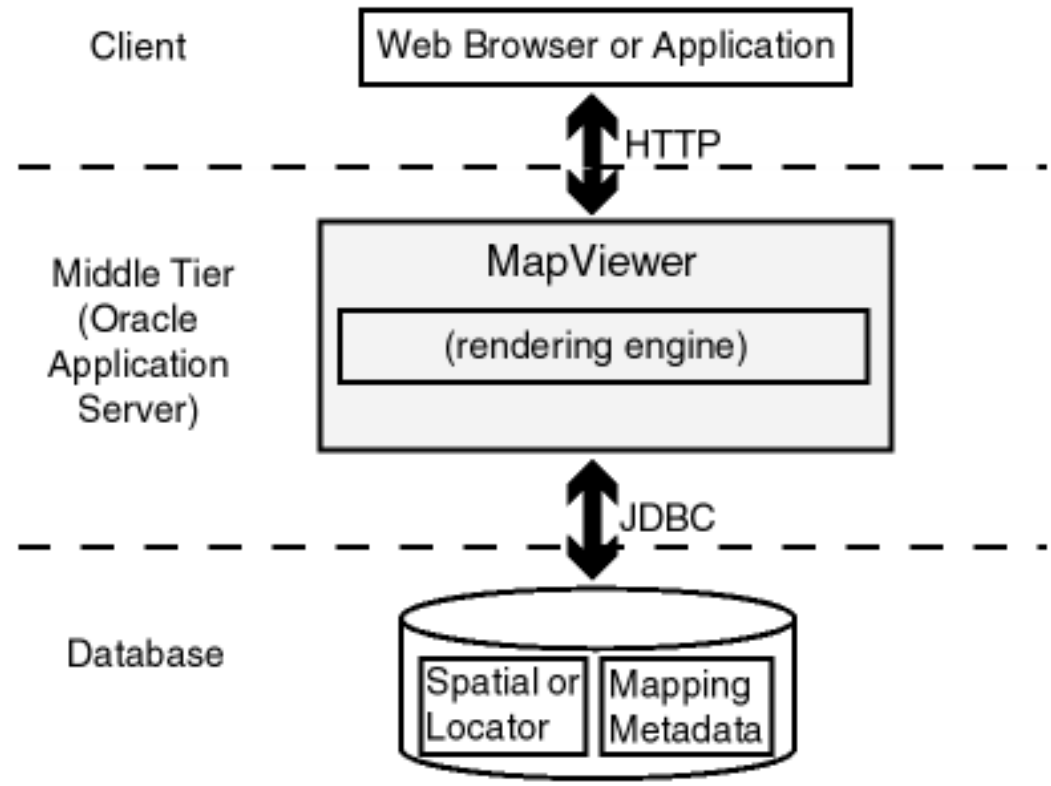 Client
Web Browser or Application
HTTP
Middle Tier
(Oracle
Application
Server)
MapViewer
(rendering engine)
JDBC
Database
Spatial or
Locator
Mapping
Metadata